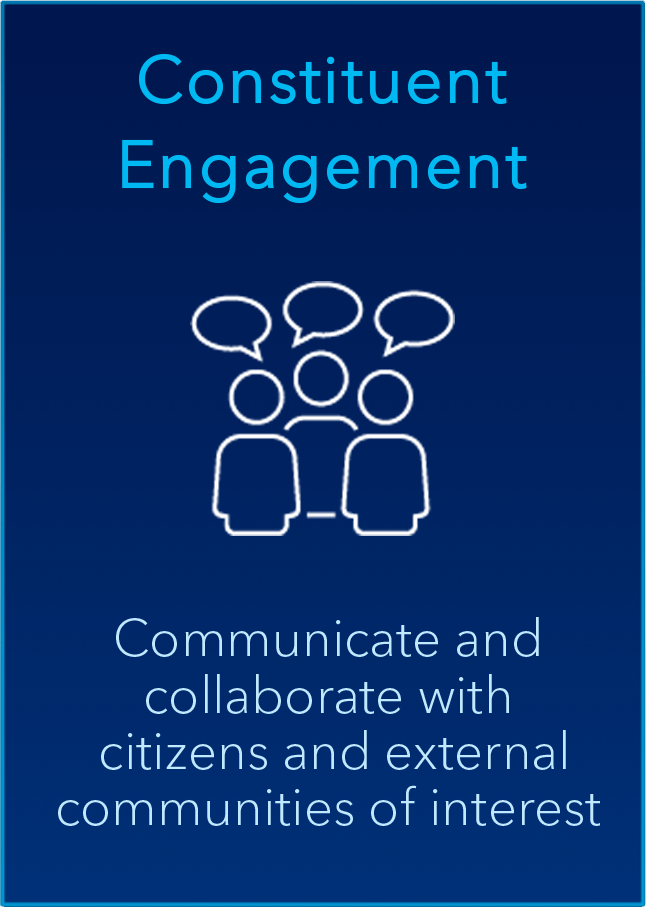 Constituent
Engagement
Communicate and
collaborate with
citizens and external
communities of interest